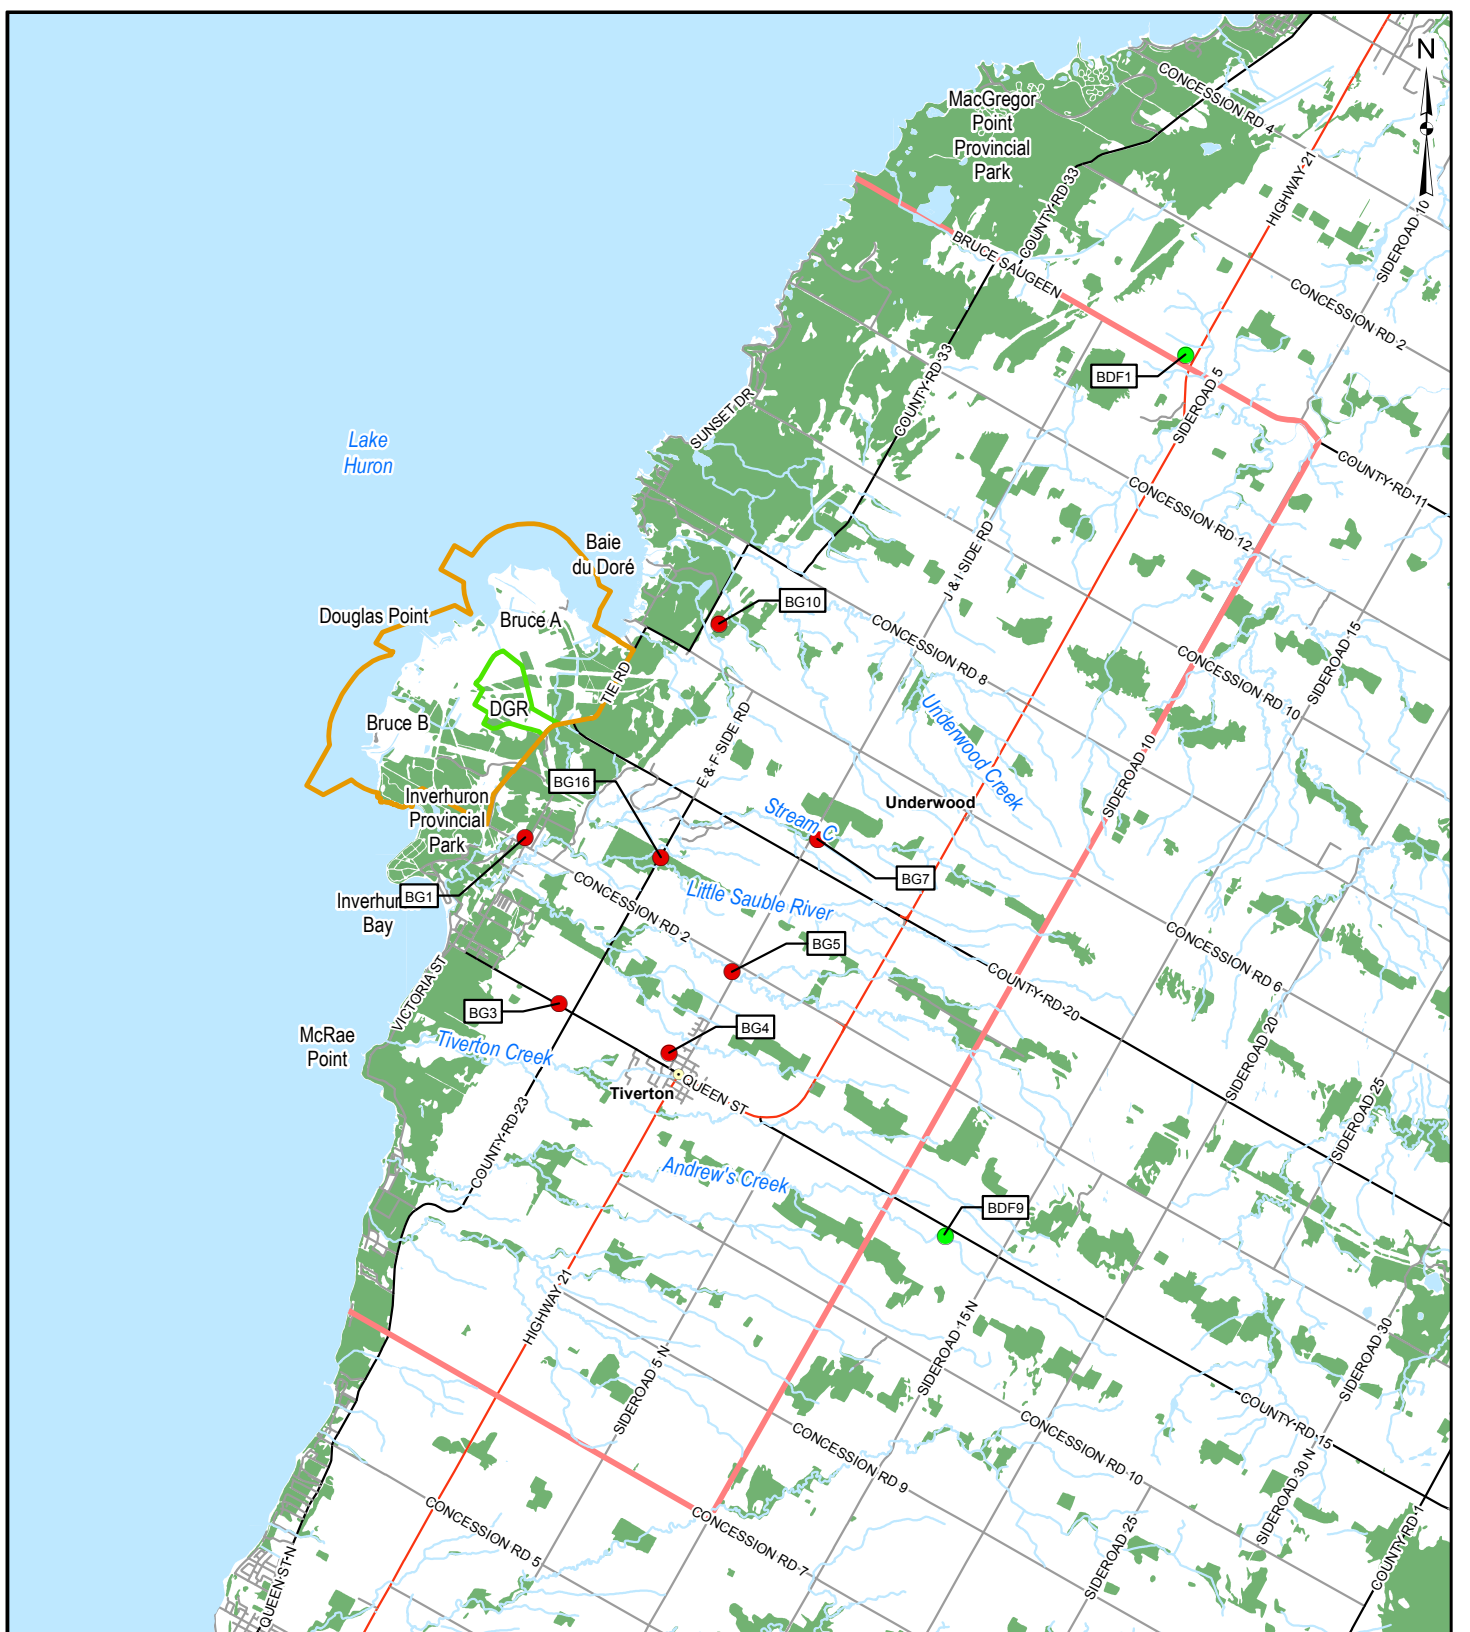 N
CONCESSION RD 4
MacGregor
Point
Provincial
Park
HIGHWAY 21
SIDEROAD 10
COUNTY RD 33
BRUCE SAUGEEN
CONCESSION RD 2
BDF1
COUNTY RD 33
SIDEROAD 5
SUNSET DR
Lake
Huron
COUNTY RD 11
CONCESSION RD 12
Baie
du Doré
J & I SIDE RD
BG10
Douglas Point
Bruce A
CONCESSION RD 8
SIDEROAD 15
CONCESSION RD 10
TIE RD
DGR
Bruce B
E & F SIDE RD
Underwood Creek
SIDEROAD 10
BG16
Inverhuron
Provincial
Park
Underwood
Stream C
BG7
BG1
CONCESSION RD 2
Little Sauble River
Inverhur
Bay
BG5
CONCESSION RD 6
VICTORIA ST
COUNTY RD 20
BG3
BG4
McRae
Point
Tiverton Creek
SIDEROAD 20
Tiverton
QUEEN ST
SIDEROAD 25
COUNTY RD 23
Andrew's Creek
BDF9
HIGHWAY 21
SIDEROAD 5 N
SIDEROAD 15 N
SIDEROAD 30
COUNTY RD 15
CONCESSION RD 9
CONCESSION RD 10
CONCESSION RD 5
CONCESSION RD 7
SIDEROAD 30 N
SIDEROAD 25
COUNTY RD 1
QUEEN ST N